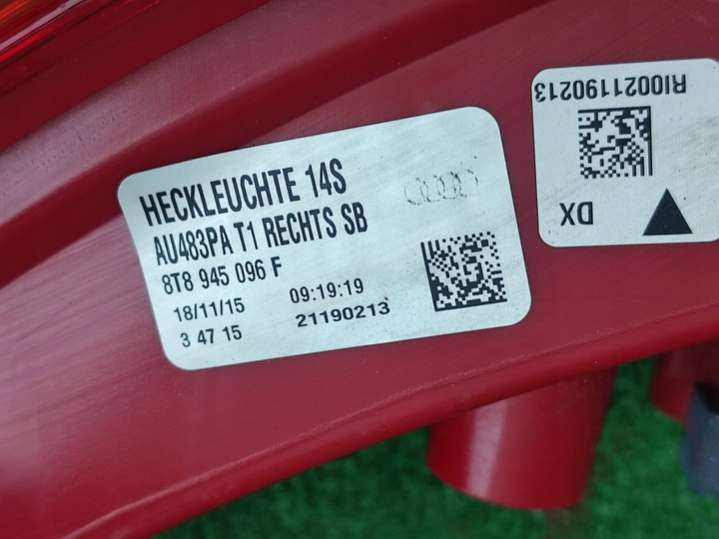 HECKLEUCHTE 14S
AU483PA T1 RECHTS SB
8T8 945 096 F
18/11/15 09:19:19
3 47 15 21190213
RI0021190213
DX